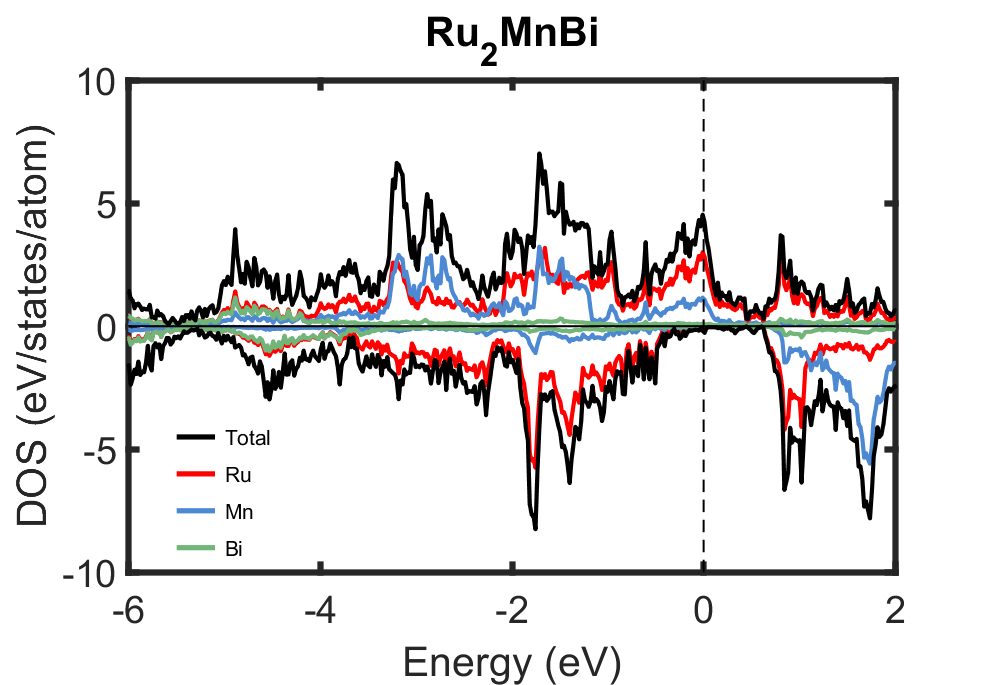 Ru2MnBi
DOS (eV/states/atom)
10
5
0
-5
-10
Total
Ru
Mn
Bi
-6 -4 -2 0 2
Energy (eV)